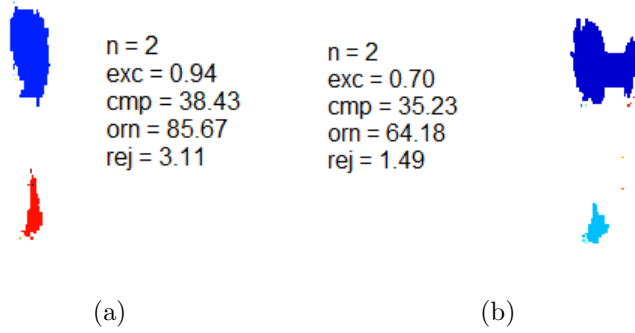 n = 2
exc = 0.94
cmp = 38.43
orn = 85.67
rej = 3.11
n = 2
exc = 0.70
cmp = 35.23
orn = 64.18
rej = 1.49
(a)
(b)